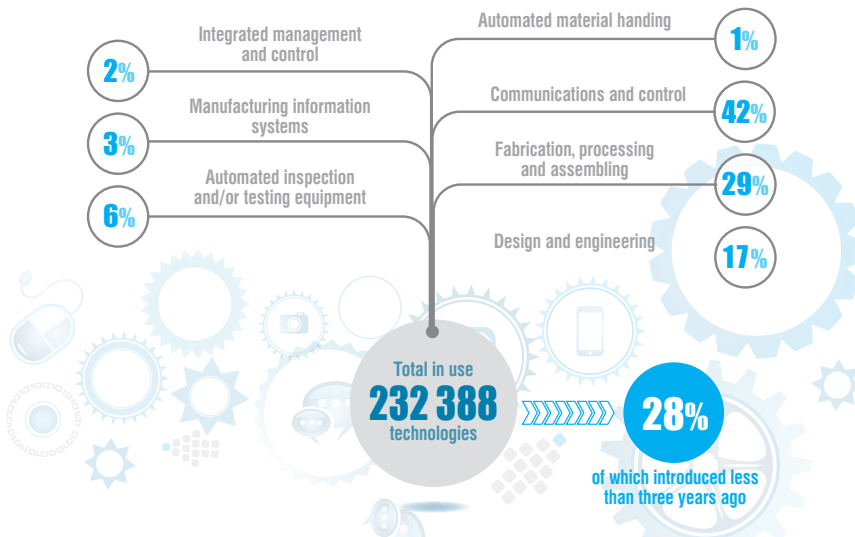 Integrated management
and control
2%
Manufacturing information
systems
3%
Automated inspection
and/or testing equipment
6%
Automated material handing
1%
Communications and control
42%
Fabrication, processing
and assembling
29%
Design and engineering
17%
Total in use
232 388
technologies
28%
of which introduced less
than three years ago